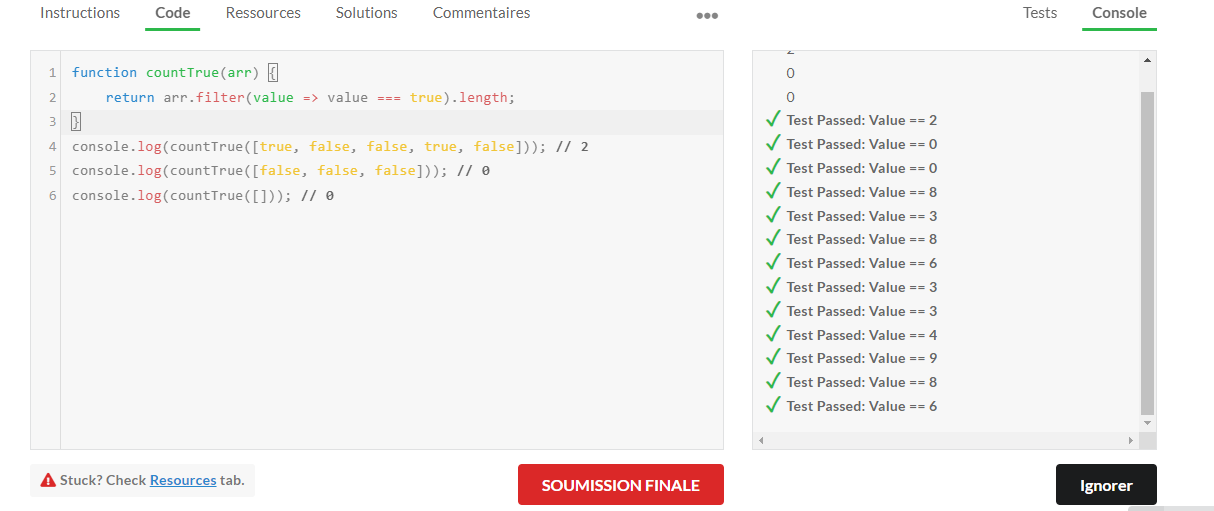 Instructions Code Ressources Solutions Commentaires ••• Tests Console
1 function countTrue(arr) {
2 return arr.filter(value => value === true).length;
3 }
4 console.log(countTrue([true, false, false, true, false])); // 2
5 console.log(countTrue([false, false, false])); // 0
6 console.log(countTrue([])); // 0
2
0
0
Test Passed: Value == 2
Test Passed: Value == 0
Test Passed: Value == 0
Test Passed: Value == 8
Test Passed: Value == 3
Test Passed: Value == 8
Test Passed: Value == 6
Test Passed: Value == 3
Test Passed: Value == 3
Test Passed: Value == 4
Test Passed: Value == 9
Test Passed: Value == 8
Test Passed: Value == 6
Stuck? Check Resources tab.
SOUMISSION FINALE
Ignorer